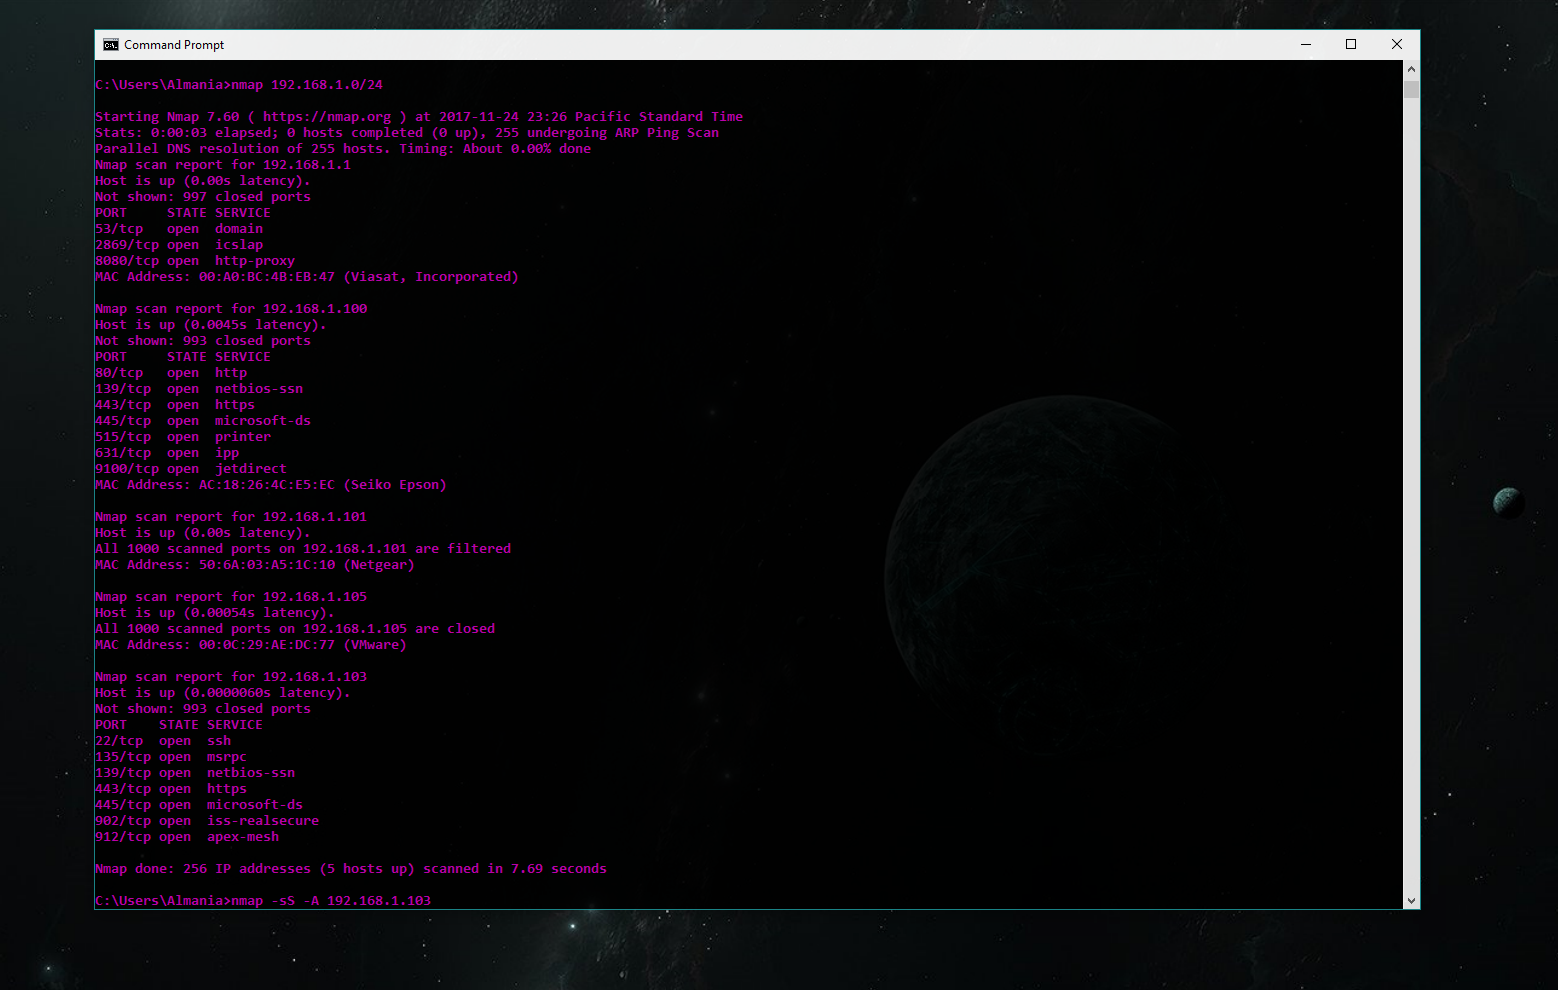 Command Prompt
C:\Users\Almania>nmap 192.168.1.0/24
Starting Nmap 7.60 ( https://nmap.org ) at 2017-11-24 23:26 Pacific Standard Time
Stats: 0:00:03 elapsed; 0 hosts completed (0 up), 255 undergoing ARP Ping Scan
Parallel DNS resolution of 255 hosts. Timing: About 0.00% done
Nmap scan report for 192.168.1.1
Host is up (0.00s latency).
Not shown: 997 closed ports
PORT     STATE SERVICE
53/tcp   open  domain
2869/tcp open  icslap
8080/tcp open  http-proxy
MAC Address: 00:A0:BC:4B:EB:47 (Viasat, Incorporated)
Nmap scan report for 192.168.1.100
Host is up (0.0045s latency).
Not shown: 993 closed ports
PORT     STATE SERVICE
80/tcp   open  http
139/tcp  open  netbios-ssn
443/tcp  open  https
445/tcp  open  microsoft-ds
515/tcp  open  printer
631/tcp  open  ipp
9100/tcp open  jetdirect
MAC Address: AC:18:26:4C:E5:EC (Seiko Epson)
Nmap scan report for 192.168.1.101
Host is up (0.00s latency).
All 1000 scanned ports on 192.168.1.101 are filtered
MAC Address: 50:6A:03:A5:1C:10 (Netgear)
Nmap scan report for 192.168.1.105
Host is up (0.00054s latency).
All 1000 scanned ports on 192.168.1.105 are closed
MAC Address: 00:0C:29:AE:DC:77 (VMware)
Nmap scan report for 192.168.1.103
Host is up (0.0000060s latency).
Not shown: 993 closed ports
PORT    STATE SERVICE
22/tcp  open  ssh
135/tcp open  msrpc
139/tcp open  netbios-ssn
443/tcp open  https
445/tcp open  microsoft-ds
902/tcp open  iss-realsecure
912/tcp open  apex-mesh
Nmap done: 256 IP addresses (5 hosts up) scanned in 7.69 seconds
C:\Users\Almania>nmap -sS -A 192.168.1.103